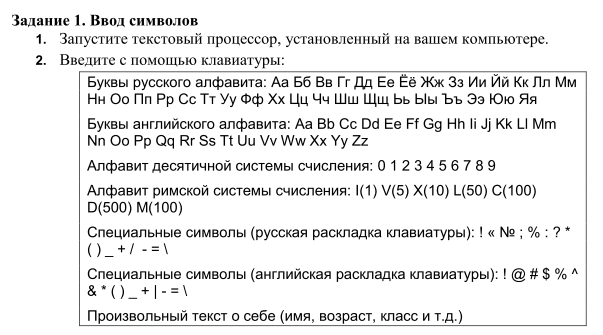 Задание 1. Ввод символов
1. Запустите текстовый процессор, установленный на вашем компьютере.
2. Введите с помощью клавиатуры:
Буквы русского алфавита: Аа Бб Вв Гг Дд Ее Ёё Жж Зз Ии Йй Кк Лл Мм
Нн Оо Пп Рр Сс Тт Уу Фф Хх Цц Чч Шш Щщ Ьь Ыы Ъъ Ээ Юю Яя
Буквы английского алфавита: Aa Bb Cc Dd Ee Ff Gg Hh Ii Jj Kk Ll Mm
Nn Oo Pp Qq Rr Ss Tt Uu Vv Ww Xx Yy Zz
Алфавит десятичной системы счисления: 0 1 2 3 4 5 6 7 8 9
Алфавит римской системы счисления: I(1) V(5) X(10) L(50) C(100)
D(500) M(100)
Специальные символы (русская раскладка клавиатуры): ! « № ; % : ? *
( ) _ + / - = \
Специальные символы (английская раскладка клавиатуры): ! @ # $ % ^
& * ( ) _ + | - = \
Произвольный текст о себе (имя, возраст, класс и т.д.)